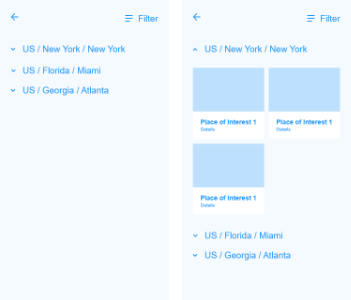 Filter
US / New York / New York
US / Florida / Miami
US / Georgia / Atlanta
Filter
US / New York / New York
Place of Interest 1
Details
Place of Interest 1
Details
Place of Interest 1
Details
US / Florida / Miami
US / Georgia / Atlanta